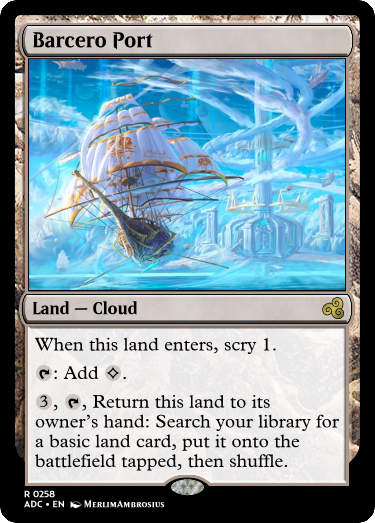 Barcero Port
Land — Cloud
When this land enters, scry 1.
: Add .
3, , Return this land to its
owner's hand: Search your library for
a basic land card, put it onto the
battlefield tapped, then shuffle.
R 0258
ADC • EN MerlimAmbrosius